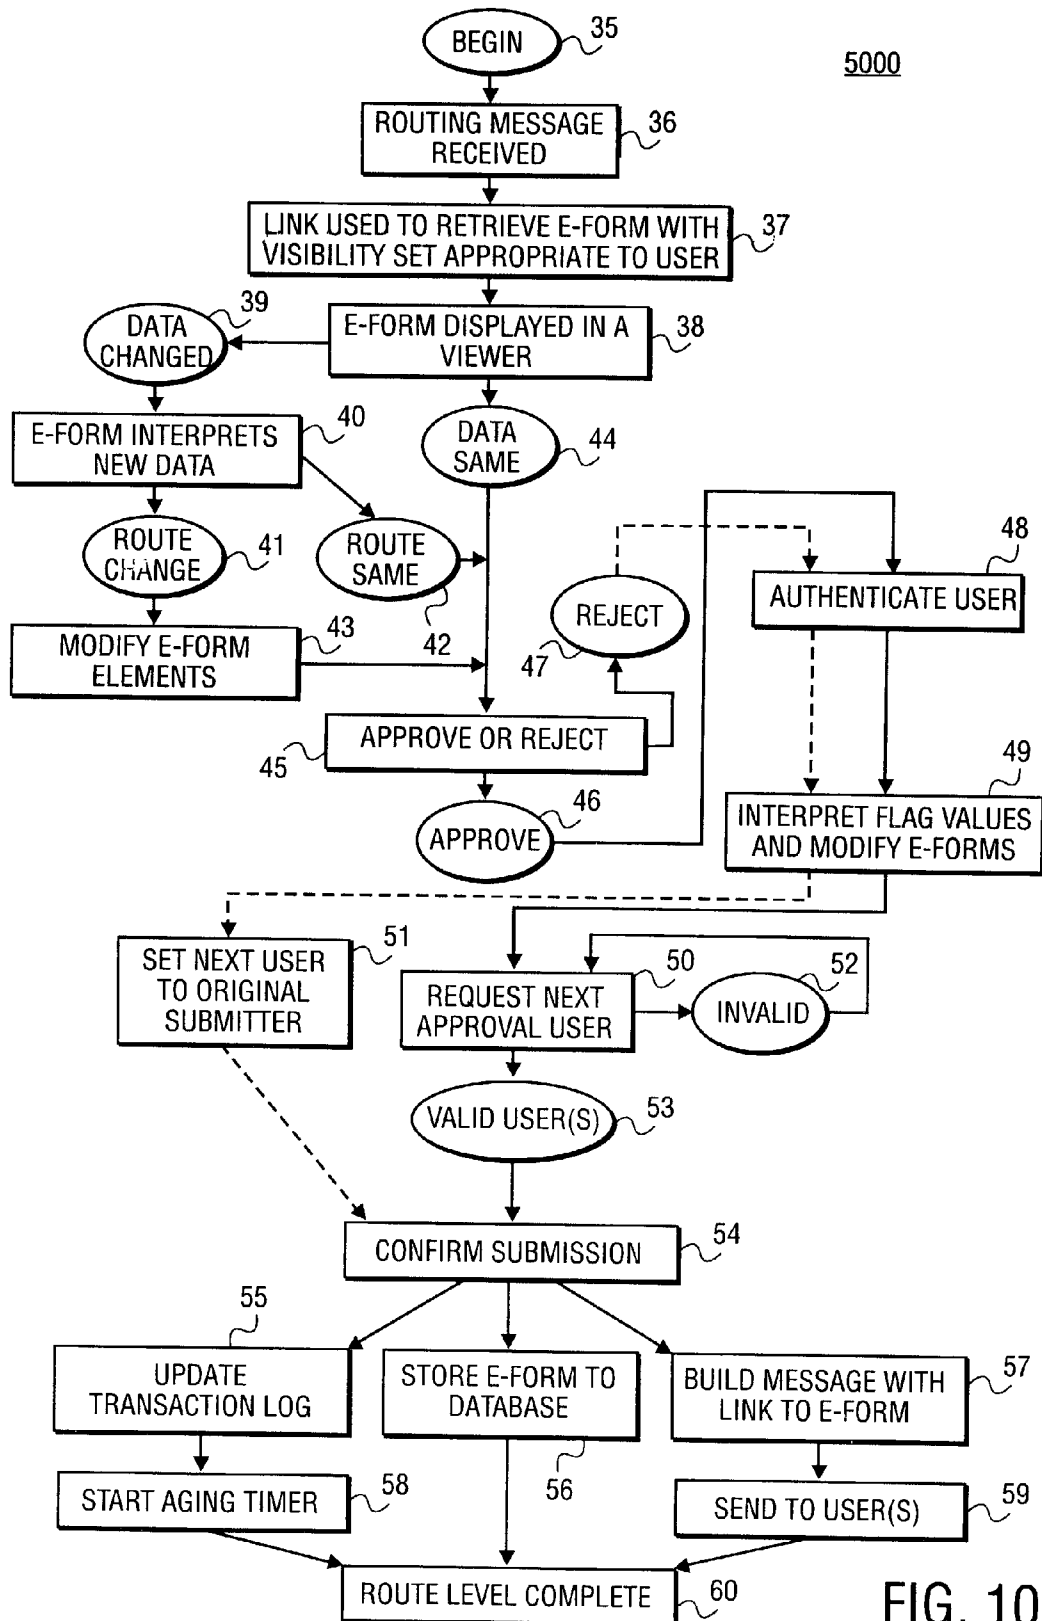 BEGIN
35
5000
ROUTING MESSAGE
RECEIVED
36
LINK USED TO RETRIEVE E-FORM WITH
VISIBILITY SET APPROPRIATE TO USER
37
39
DATA
CHANGED
E-FORM DISPLAYED IN A
VIEWER
38
E-FORM INTERPRETS
NEW DATA
40
DATA
SAME
44
ROUTE
CHANGE
41
ROUTE
SAME
42
REJECT
47
48
AUTHENTICATE USER
MODIFY E-FORM
ELEMENTS
43
APPROVE OR REJECT
45
46
APPROVE
49
INTERPRET FLAG VALUES
AND MODIFY E-FORMS
51
SET NEXT USER
TO ORIGINAL
SUBMITTER
50
REQUEST NEXT
APPROVAL USER
52
INVALID
VALID USER(S)
53
CONFIRM SUBMISSION
54
55
UPDATE
TRANSACTION LOG
STORE E-FORM TO
DATABASE
56
BUILD MESSAGE WITH
LINK TO E-FORM
57
START AGING TIMER
58
SEND TO USER(S)
59
ROUTE LEVEL COMPLETE
60
FIG. 10